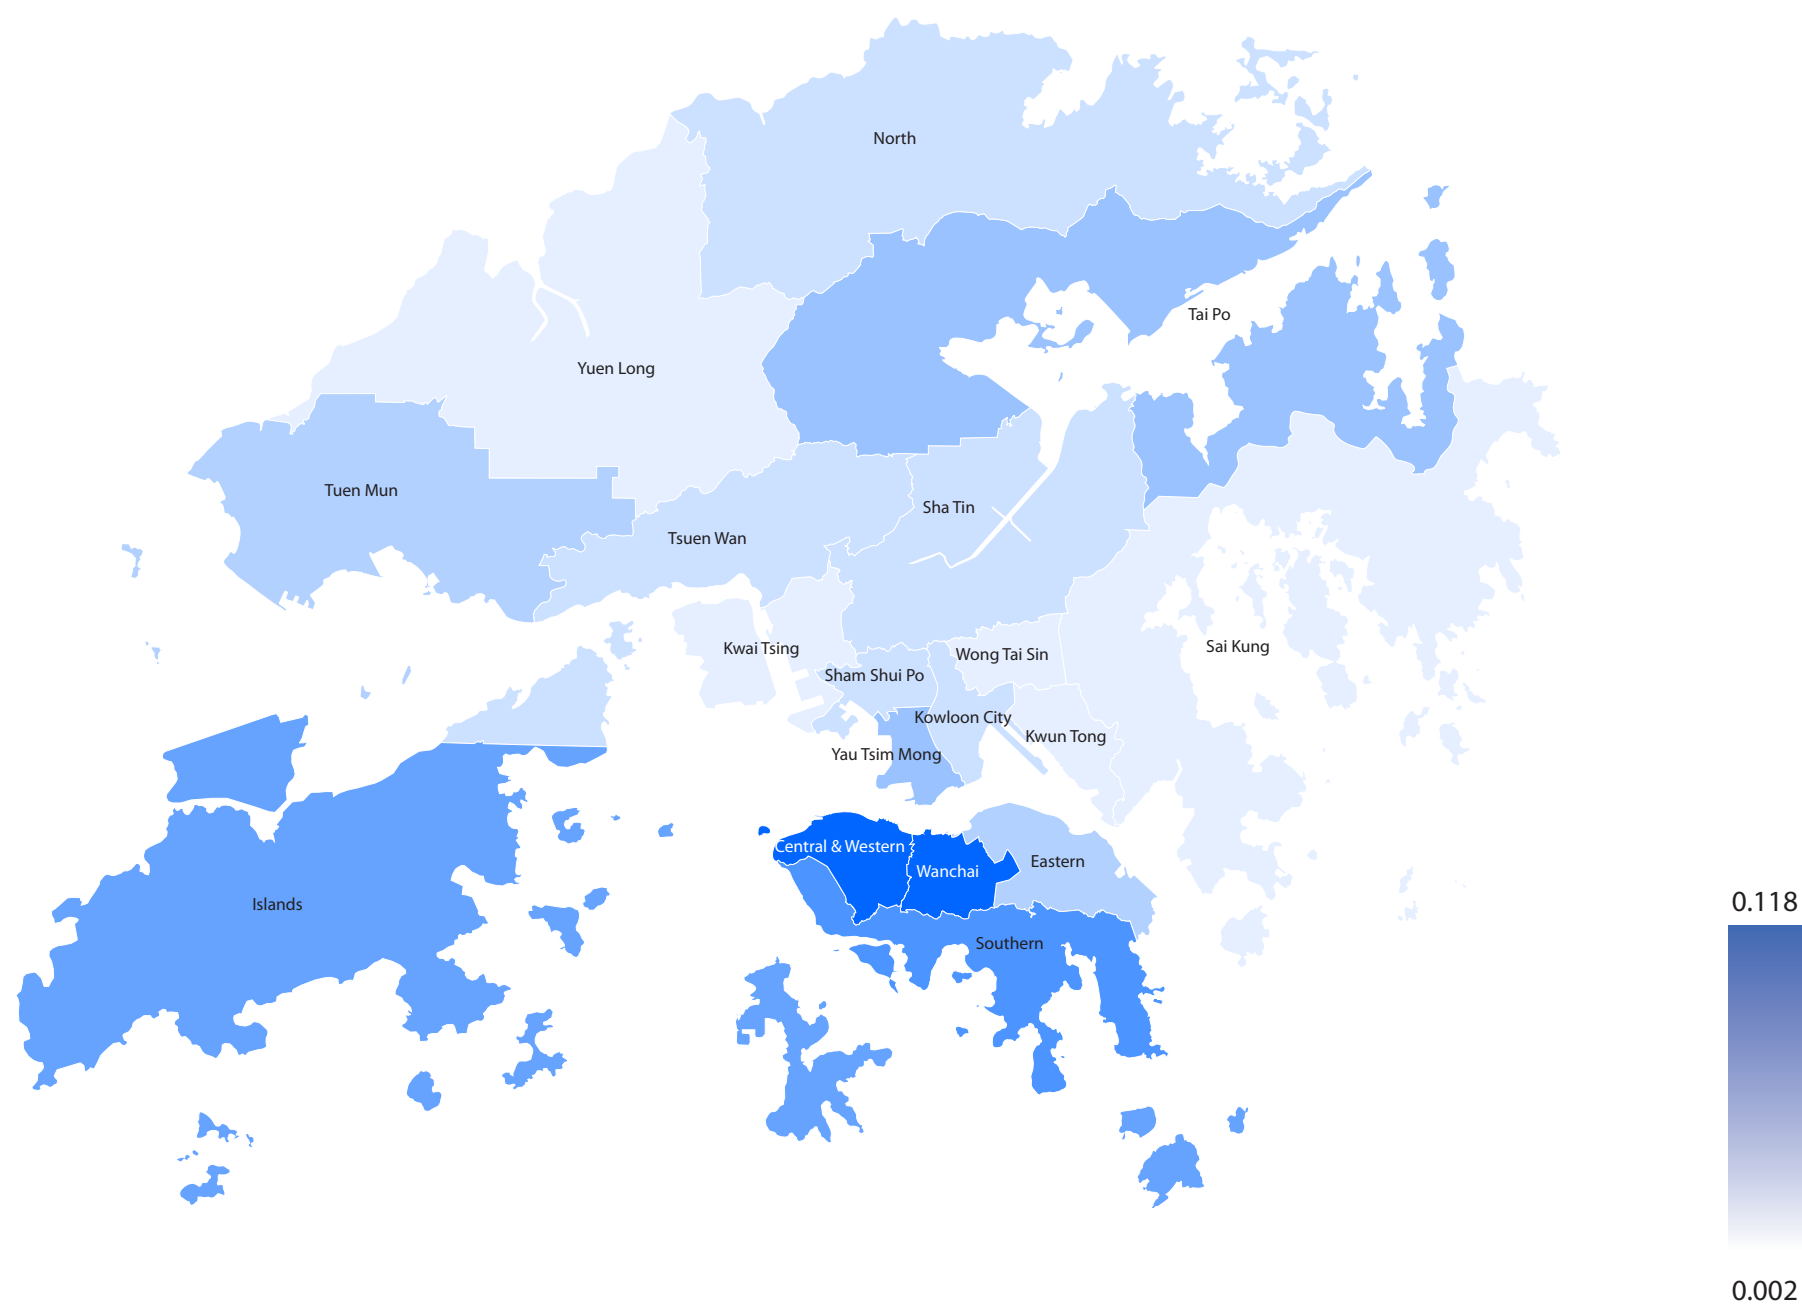 North
Tai Po
Yuen Long
Tuen Mun
Sha Tin
Tsuen Wan
Kwai Tsing
Wong Tai Sin
Sai Kung
Sham Shui Po
Kowloon City
Kwun Tong
Yau Tsim Mong
Central & Western
Eastern
Wanchai
Islands
Southern
0.118
0.002